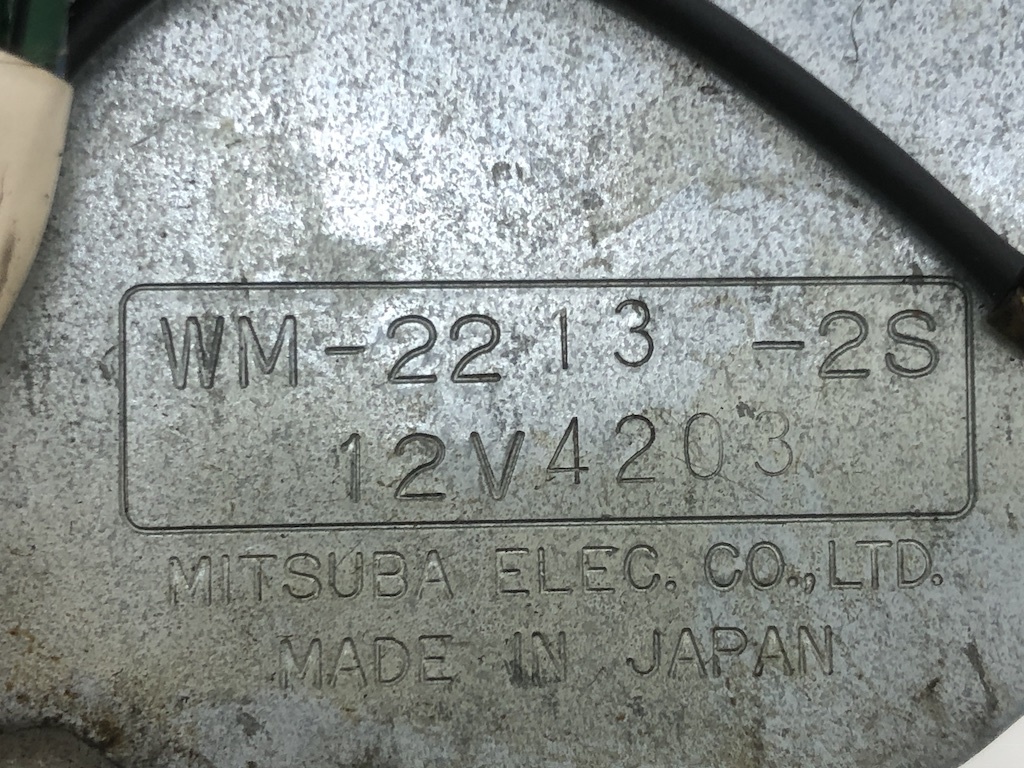 WM-2213 -2S
12V4203
MITSUBA ELEC. CO.,LTD.
MADE IN JAPAN